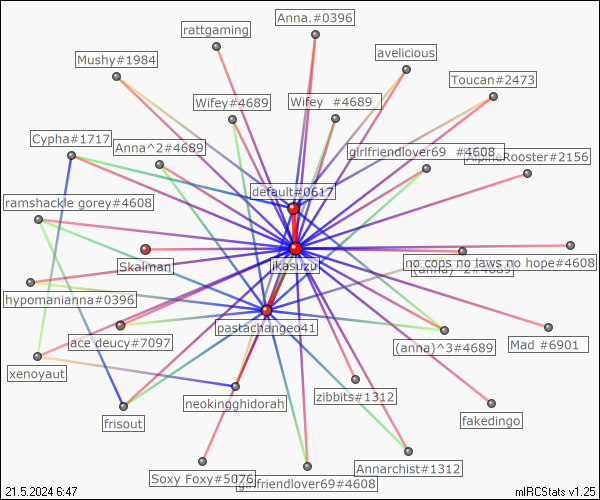 Anna.#0396
rattgaming
avelicious
Mushy#1984
Toucan#2473
Wifey#4689
Wifey #4689
Cypha#1717
Anna^2#4689
girlfriendlover69 #4608
AlpineRooster#2156
default#0617
ramshackle gorey#4608
Skalman
ikasuzu
no cops no laws no hope#4608
(anna)^2#4689
hypomanianna#0396
pastachangeo41
ace deucy#7097
(anna)^3#4689
Mad #6901
xenoyaut
neokingghidorah
zibbits#1312
frisout
fakedingo
Annarchist#1312
Soxy Foxy#5076
girlfriendlover69#4608
21.5.2024 6:47
mIRCStats v1.25